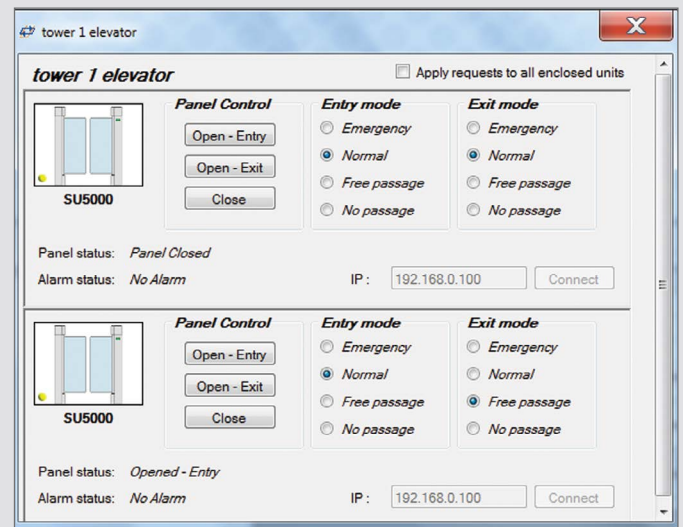 tower 1 elevator
X
tower 1 elevator
Apply requests to all enclosed units
Panel Control
Entry mode
Exit mode
Open - Entry
Emergency
Emergency
Normal
Normal
Open - Exit
Free passage
Free passage
Close
No passage
No passage
SU5000
Panel status: Panel Closed
Alarm status: No Alarm IP : 192.168.0.100 Connect
Panel Control
Entry mode
Exit mode
Open - Entry
Emergency
Emergency
Normal
Normal
Open - Exit
Free passage
Free passage
Close
No passage
No passage
SU5000
Panel status: Opened - Entry
Alarm status: No Alarm IP : 192.168.0.100 Connect